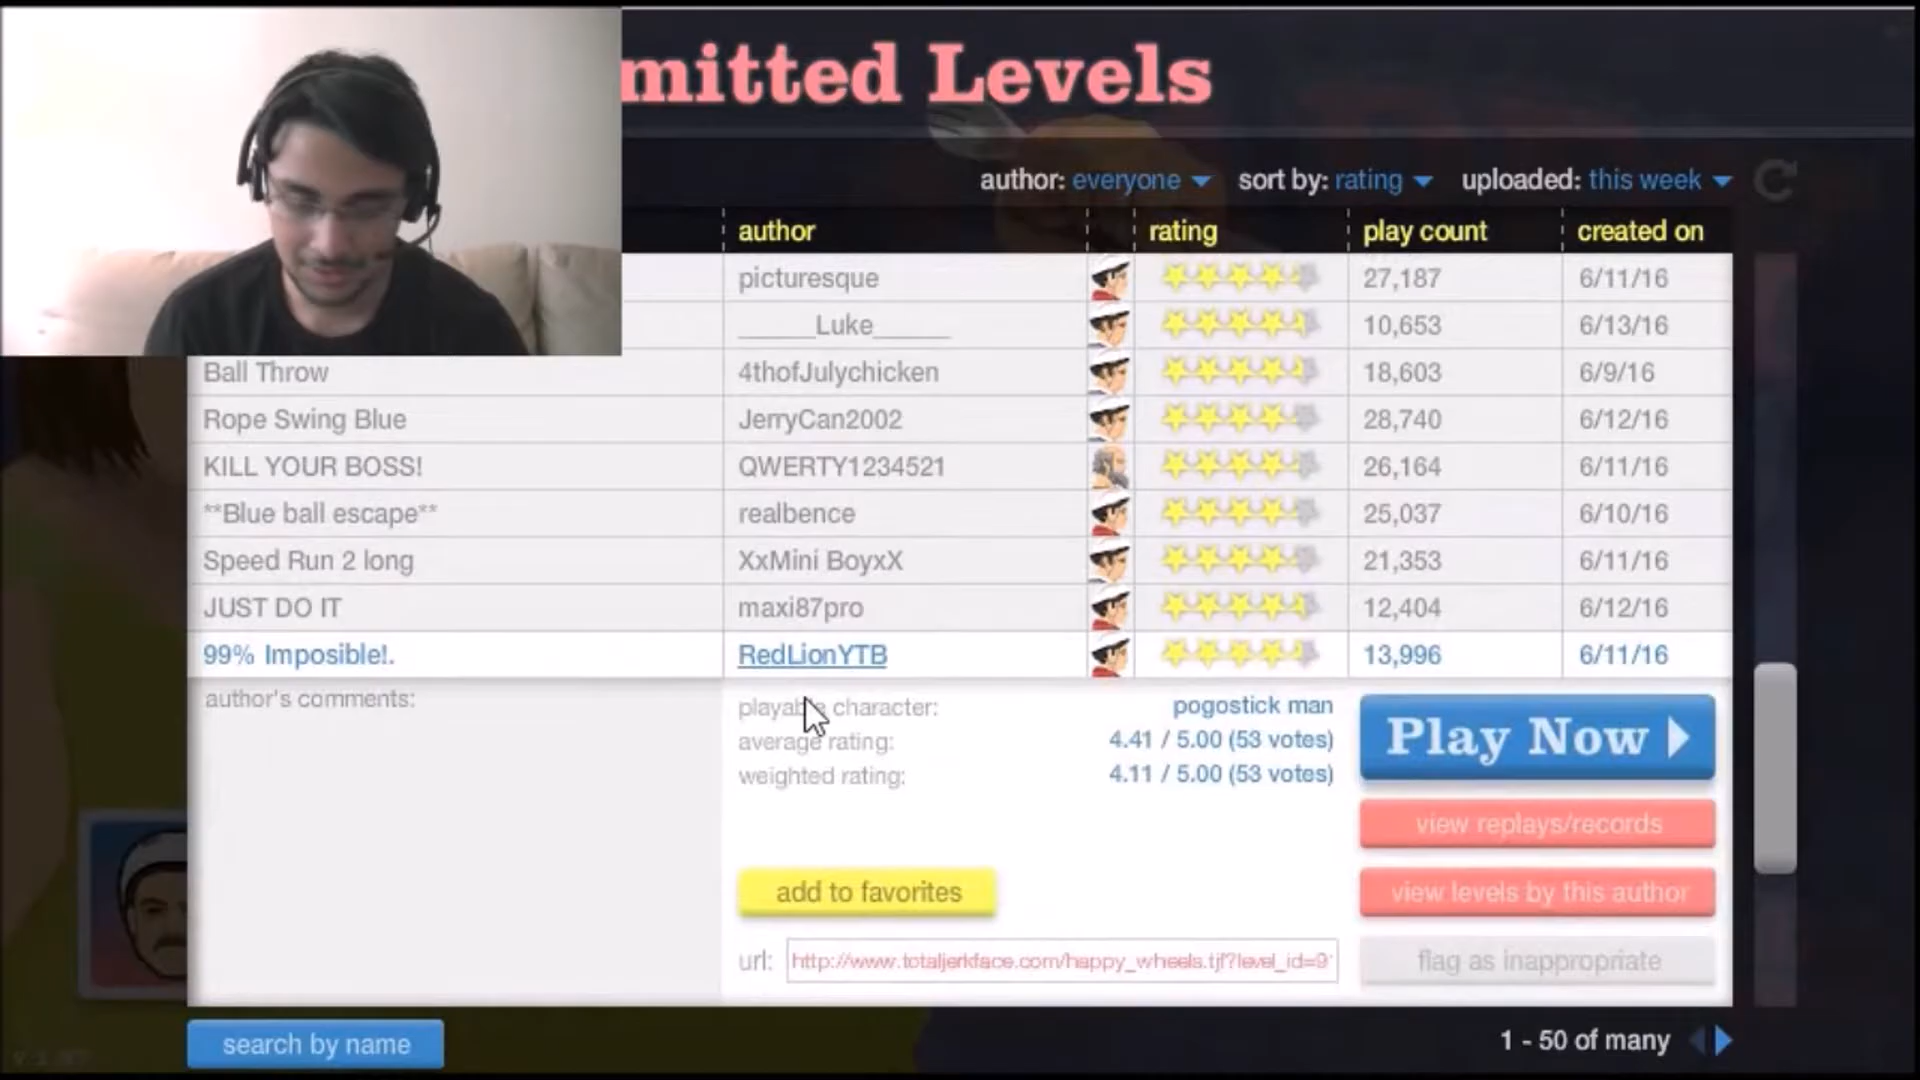 mitted Levels
author: everyone sort by: rating uploaded: this week
author rating play count created on
picturesque 27,187 6/11/16
______Luke______ 10,653 6/13/16
Ball Throw 4thofJulychicken 18,603 6/9/16
Rope Swing Blue JerryCan2002 28,740 6/12/16
KILL YOUR BOSS! QWERTY1234521 26,164 6/11/16
**Blue ball escape** realbence 25,037 6/10/16
Speed Run 2 long XxMini BoyxX 21,353 6/11/16
JUST DO IT maxi87pro 12,404 6/12/16
99% Imposible!. RedLionYTB 13,996 6/11/16
author's comments:
playable character: pogostick man
average rating: 4.41 / 5.00 (53 votes)
weighted rating: 4.11 / 5.00 (53 votes)
Play Now
view replays/records
add to favorites
view levels by this author
url: http://www.totaljerkface.com/happy_wheels.tjf?level_id=9
flag as inappropriate
search by name
1 - 50 of many